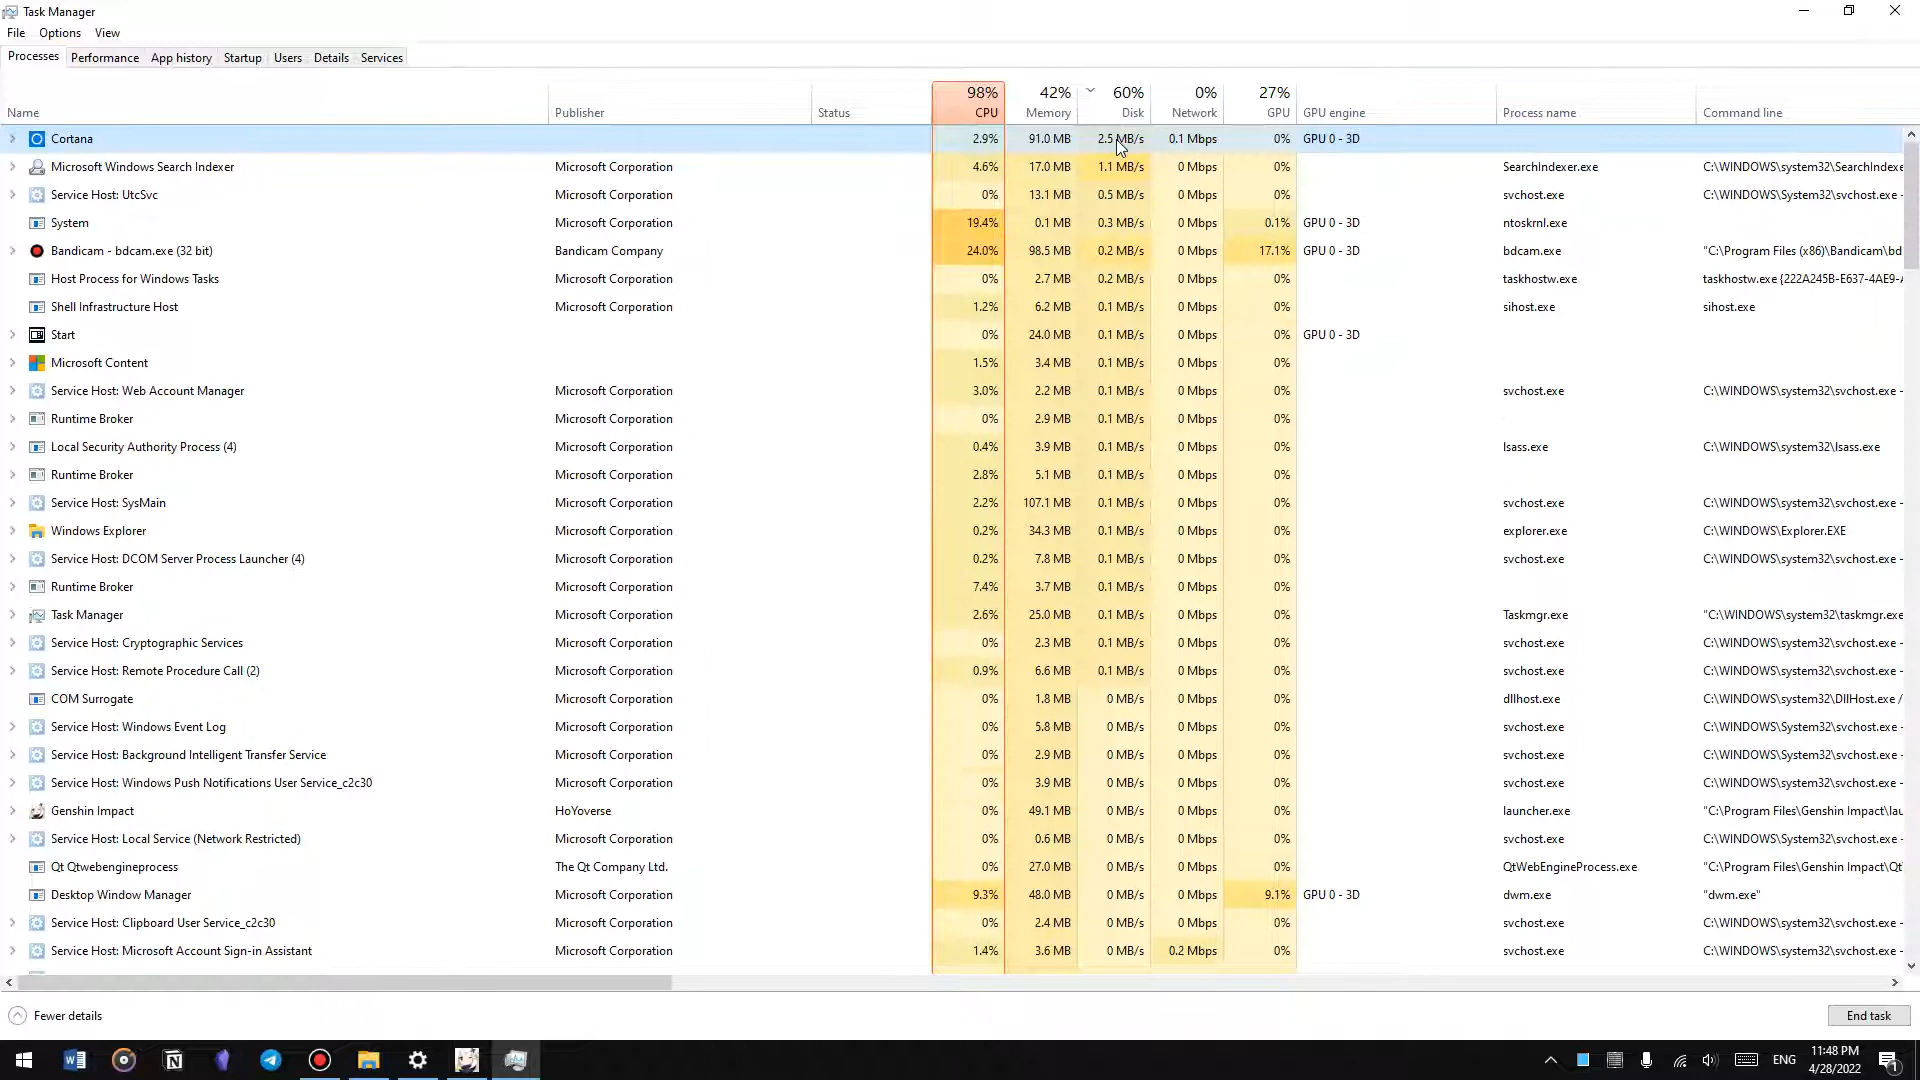 Task Manager
File Options View
Processes Performance App history Startup Users Details Services
98% 42% 60% 0% 27%
Name Publisher Status CPU Memory Disk Network GPU GPU engine Process name Command line
Cortana 2.9% 91.0 MB 2.5 MB/s 0.1 Mbps 0% GPU 0 - 3D
Microsoft Windows Search Indexer Microsoft Corporation 4.6% 17.0 MB 1.1 MB/s 0 Mbps 0% SearchIndexer.exe C:\WINDOWS\system32\SearchIndexe
Service Host: UtcSvc Microsoft Corporation 0% 13.1 MB 0.5 MB/s 0 Mbps 0% svchost.exe C:\WINDOWS\System32\svchost.exe -
System Microsoft Corporation 19.4% 0.1 MB 0.3 MB/s 0 Mbps 0.1% GPU 0 - 3D ntoskrnl.exe
Bandicam - bdcam.exe (32 bit) Bandicam Company 24.0% 98.5 MB 0.2 MB/s 0 Mbps 17.1% GPU 0 - 3D bdcam.exe "C:\Program Files (x86)\Bandicam\bd
Host Process for Windows Tasks Microsoft Corporation 0% 2.7 MB 0.2 MB/s 0 Mbps 0% taskhostw.exe taskhostw.exe {222A245B-E637-4AE9-A
Shell Infrastructure Host Microsoft Corporation 1.2% 6.2 MB 0.1 MB/s 0 Mbps 0% sihost.exe sihost.exe
Start 0% 24.0 MB 0.1 MB/s 0 Mbps 0% GPU 0 - 3D
Microsoft Content 1.5% 3.4 MB 0.1 MB/s 0 Mbps 0%
Service Host: Web Account Manager Microsoft Corporation 3.0% 2.2 MB 0.1 MB/s 0 Mbps 0% svchost.exe C:\WINDOWS\system32\svchost.exe -
Runtime Broker Microsoft Corporation 0% 2.9 MB 0.1 MB/s 0 Mbps 0%
Local Security Authority Process (4) Microsoft Corporation 0.4% 3.9 MB 0.1 MB/s 0 Mbps 0% lsass.exe C:\WINDOWS\system32\lsass.exe
Runtime Broker Microsoft Corporation 2.8% 5.1 MB 0.1 MB/s 0 Mbps 0%
Service Host: SysMain Microsoft Corporation 2.2% 107.1 MB 0.1 MB/s 0 Mbps 0% svchost.exe C:\WINDOWS\system32\svchost.exe -
Windows Explorer Microsoft Corporation 0.2% 34.3 MB 0.1 MB/s 0 Mbps 0% explorer.exe C:\WINDOWS\Explorer.EXE
Service Host: DCOM Server Process Launcher (4) Microsoft Corporation 0.2% 7.8 MB 0.1 MB/s 0 Mbps 0% svchost.exe C:\WINDOWS\system32\svchost.exe -
Runtime Broker Microsoft Corporation 7.4% 3.7 MB 0.1 MB/s 0 Mbps 0%
Task Manager Microsoft Corporation 2.6% 25.0 MB 0.1 MB/s 0 Mbps 0% Taskmgr.exe "C:\WINDOWS\system32\taskmgr.exe
Service Host: Cryptographic Services Microsoft Corporation 0% 2.3 MB 0.1 MB/s 0 Mbps 0% svchost.exe C:\WINDOWS\system32\svchost.exe -
Service Host: Remote Procedure Call (2) Microsoft Corporation 0.9% 6.6 MB 0.1 MB/s 0 Mbps 0% svchost.exe C:\WINDOWS\system32\svchost.exe -
COM Surrogate Microsoft Corporation 0% 1.8 MB 0 MB/s 0 Mbps 0% dllhost.exe C:\WINDOWS\system32\DllHost.exe /
Service Host: Windows Event Log Microsoft Corporation 0% 5.8 MB 0 MB/s 0 Mbps 0% svchost.exe C:\WINDOWS\System32\svchost.exe -
Service Host: Background Intelligent Transfer Service Microsoft Corporation 0% 2.9 MB 0 MB/s 0 Mbps 0% svchost.exe C:\WINDOWS\System32\svchost.exe -
Service Host: Windows Push Notifications User Service_c2c30 Microsoft Corporation 0% 3.9 MB 0 MB/s 0 Mbps 0% svchost.exe C:\WINDOWS\system32\svchost.exe -
Genshin Impact HoYoverse 0% 49.1 MB 0 MB/s 0 Mbps 0% launcher.exe "C:\Program Files\Genshin Impact\lau
Service Host: Local Service (Network Restricted) Microsoft Corporation 0% 0.6 MB 0 MB/s 0 Mbps 0% svchost.exe C:\WINDOWS\System32\svchost.exe -
Qt Qtwebengineprocess The Qt Company Ltd. 0% 27.0 MB 0 MB/s 0 Mbps 0% QtWebEngineProcess.exe "C:\Program Files\Genshin Impact\Qt
Desktop Window Manager Microsoft Corporation 9.3% 48.0 MB 0 MB/s 0 Mbps 9.1% GPU 0 - 3D dwm.exe "dwm.exe"
Service Host: Clipboard User Service_c2c30 Microsoft Corporation 0% 2.4 MB 0 MB/s 0 Mbps 0% svchost.exe C:\WINDOWS\system32\svchost.exe -
Service Host: Microsoft Account Sign-in Assistant Microsoft Corporation 1.4% 3.6 MB 0 MB/s 0.2 Mbps 0% svchost.exe C:\WINDOWS\system32\svchost.exe -
Fewer details End task
ENG 11:48 PM
4/28/2022 1